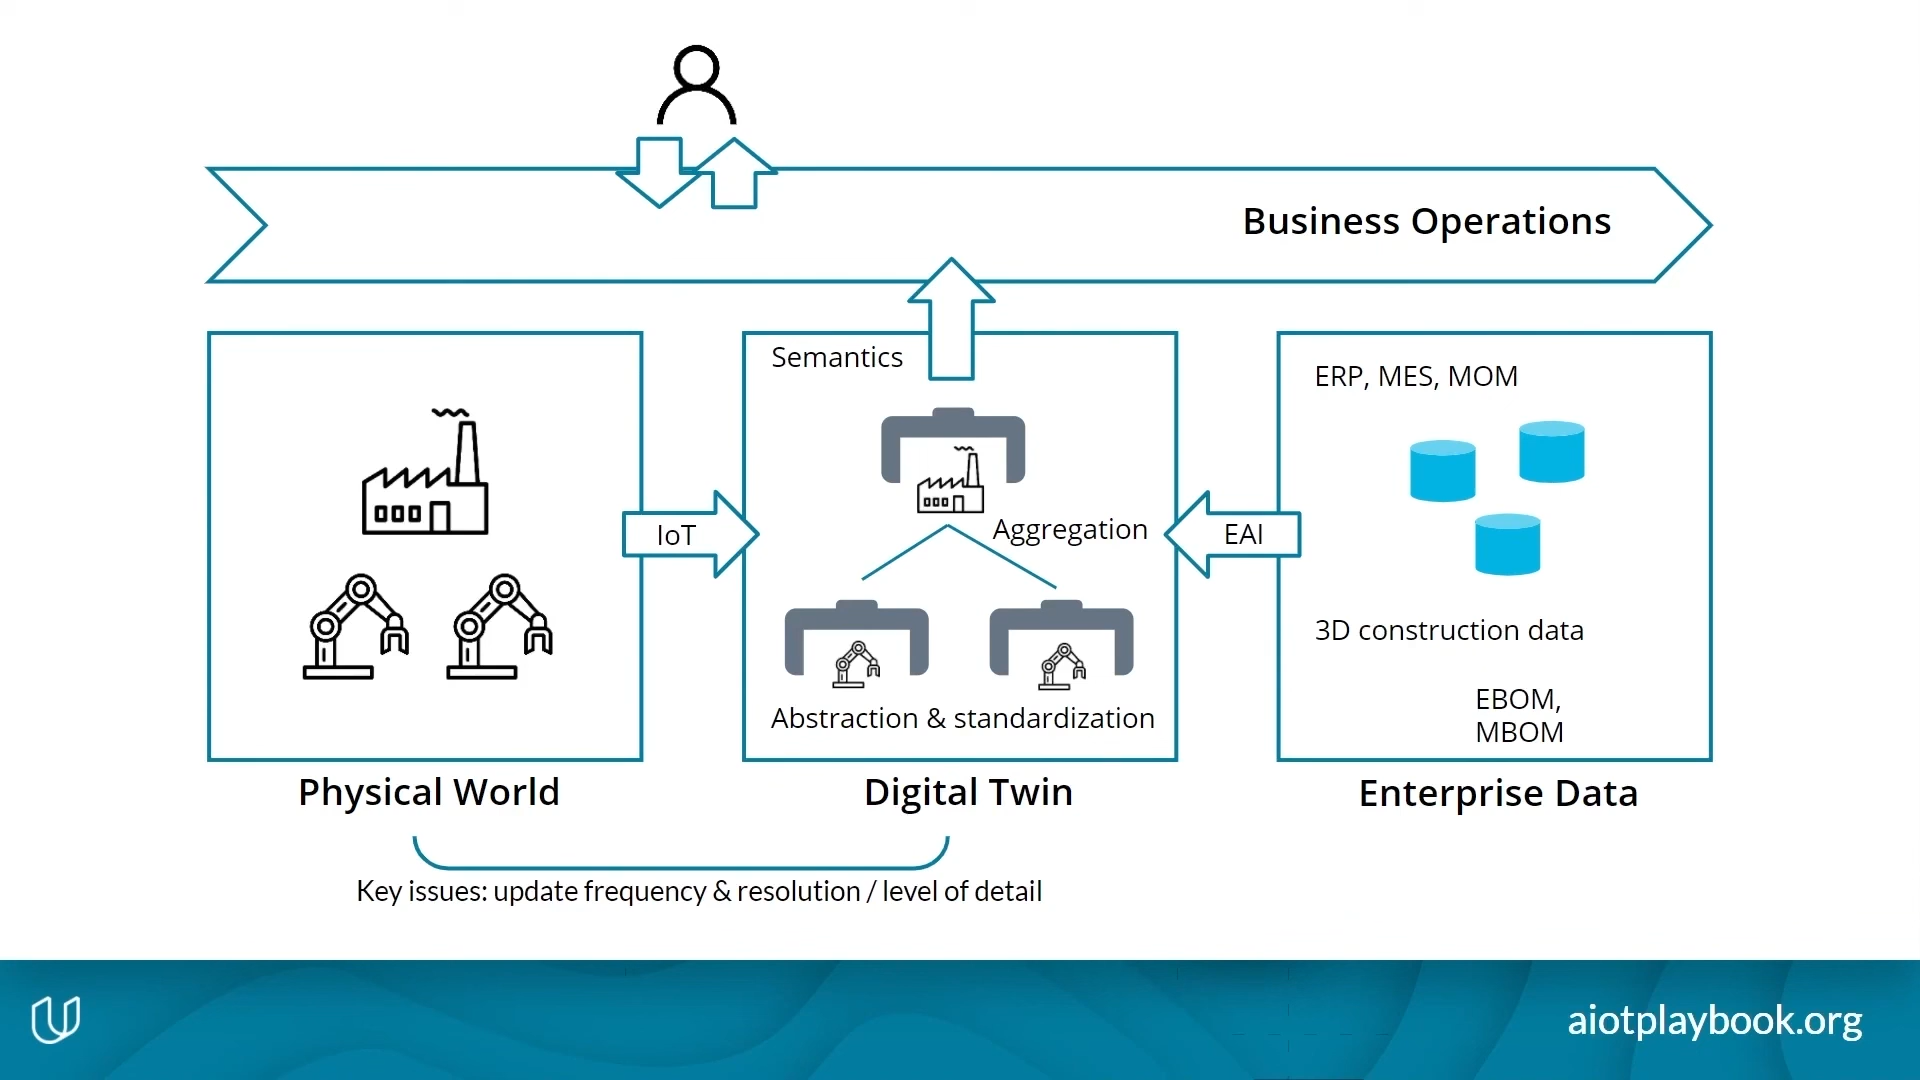 Business Operations
Semantics
ERP, MES, MOM
IoT
Aggregation
EAI
3D construction data
Abstraction & standardization
EBOM,
MBOM
Physical World
Digital Twin
Enterprise Data
Key issues: update frequency & resolution / level of detail
aiotplaybook.org